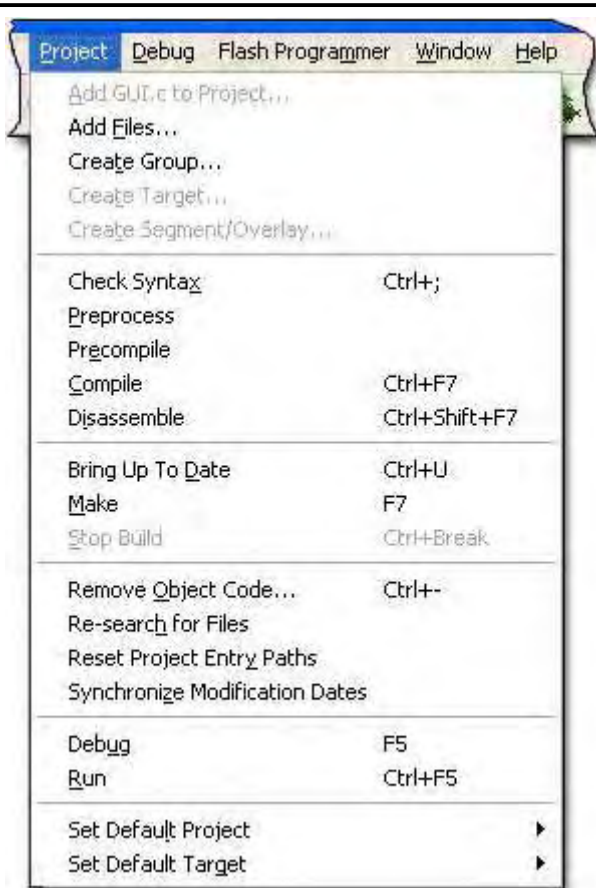 Project Debug Flash Programmer Window Help
Add GUI.c to Project...
Add Files...
Create Group...
Create Target...
Create Segment/Overlay...
Check Syntax Ctrl+;
Preprocess
Precompile
Compile Ctrl+F7
Disassemble Ctrl+Shift+F7
Bring Up To Date Ctrl+U
Make F7
Stop Build Ctrl+Break
Remove Object Code... Ctrl+-
Re-search for Files
Reset Project Entry Paths
Synchronize Modification Dates
Debug F5
Run Ctrl+F5
Set Default Project
Set Default Target